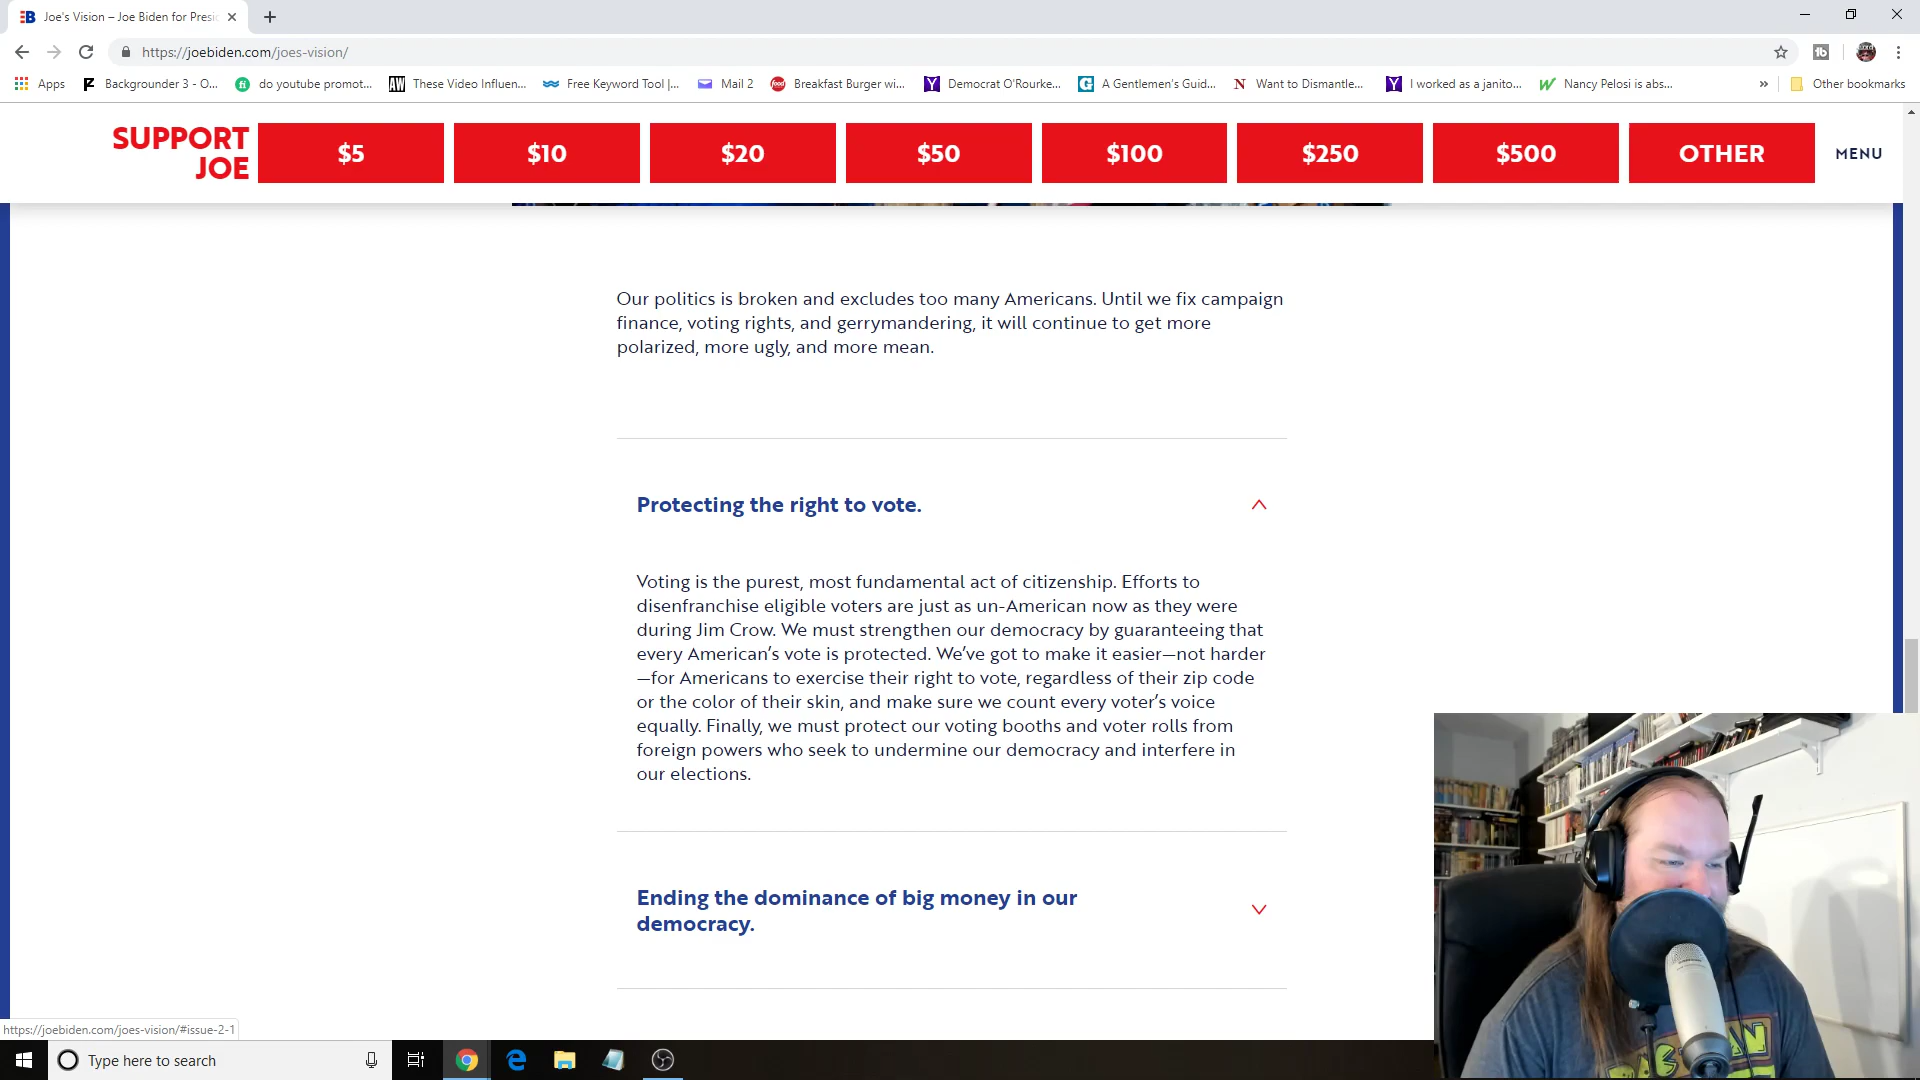 Joe's Vision – Joe Biden for Presi
https://joebiden.com/joes-vision/
Apps
Backgrounder 3 - O...
do youtube promot...
These Video Influen...
Free Keyword Tool |...
Mail 2
Breakfast Burger wi...
Democrat O'Rourke...
A Gentlemen's Guid...
Want to Dismantle...
I worked as a janito...
Nancy Pelosi is abs...
»
Other bookmarks
SUPPORT
JOE
$5
$10
$20
$50
$100
$250
$500
OTHER
MENU
Our politics is broken and excludes too many Americans. Until we fix campaign
finance, voting rights, and gerrymandering, it will continue to get more
polarized, more ugly, and more mean.
Protecting the right to vote.
Voting is the purest, most fundamental act of citizenship. Efforts to
disenfranchise eligible voters are just as un-American now as they were
during Jim Crow. We must strengthen our democracy by guaranteeing that
every American's vote is protected. We've got to make it easier—not harder
—for Americans to exercise their right to vote, regardless of their zip code
or the color of their skin, and make sure we count every voter's voice
equally. Finally, we must protect our voting booths and voter rolls from
foreign powers who seek to undermine our democracy and interfere in
our elections.
Ending the dominance of big money in our
democracy.
https://joebiden.com/joes-vision/#issue-2-1
Type here to search